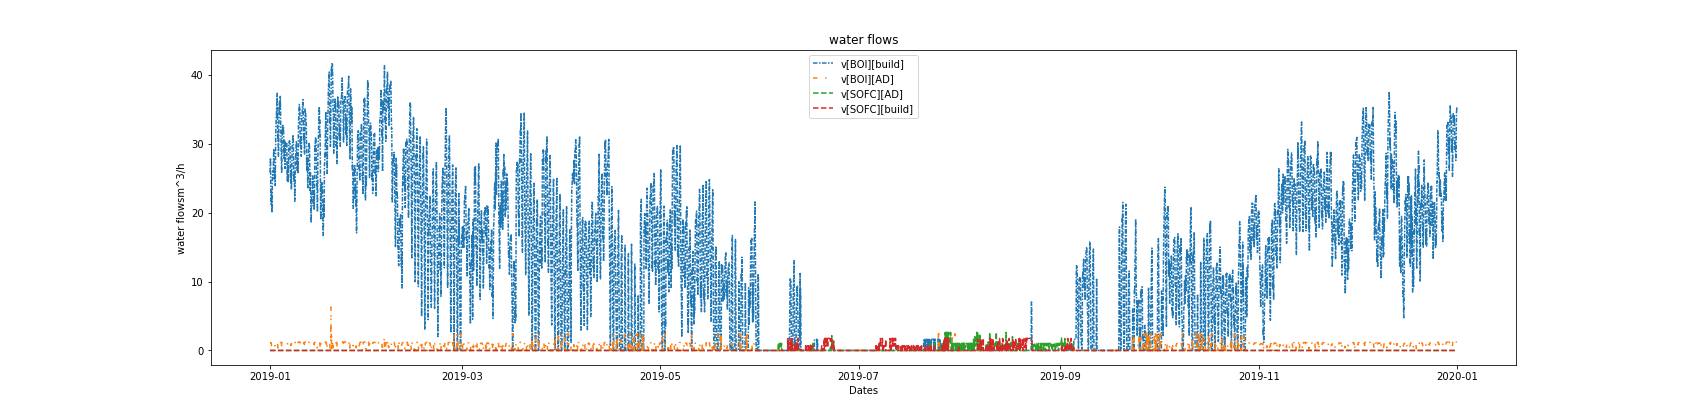 water flows
v[BOI][build]
v[BOI][AD]
v[SOFC][AD]
v[SOFC][build]
water flowsm^3/h
40
30
20
10
0
2019-01 2019-03 2019-05 2019-07 2019-09 2019-11 2020-01
Dates